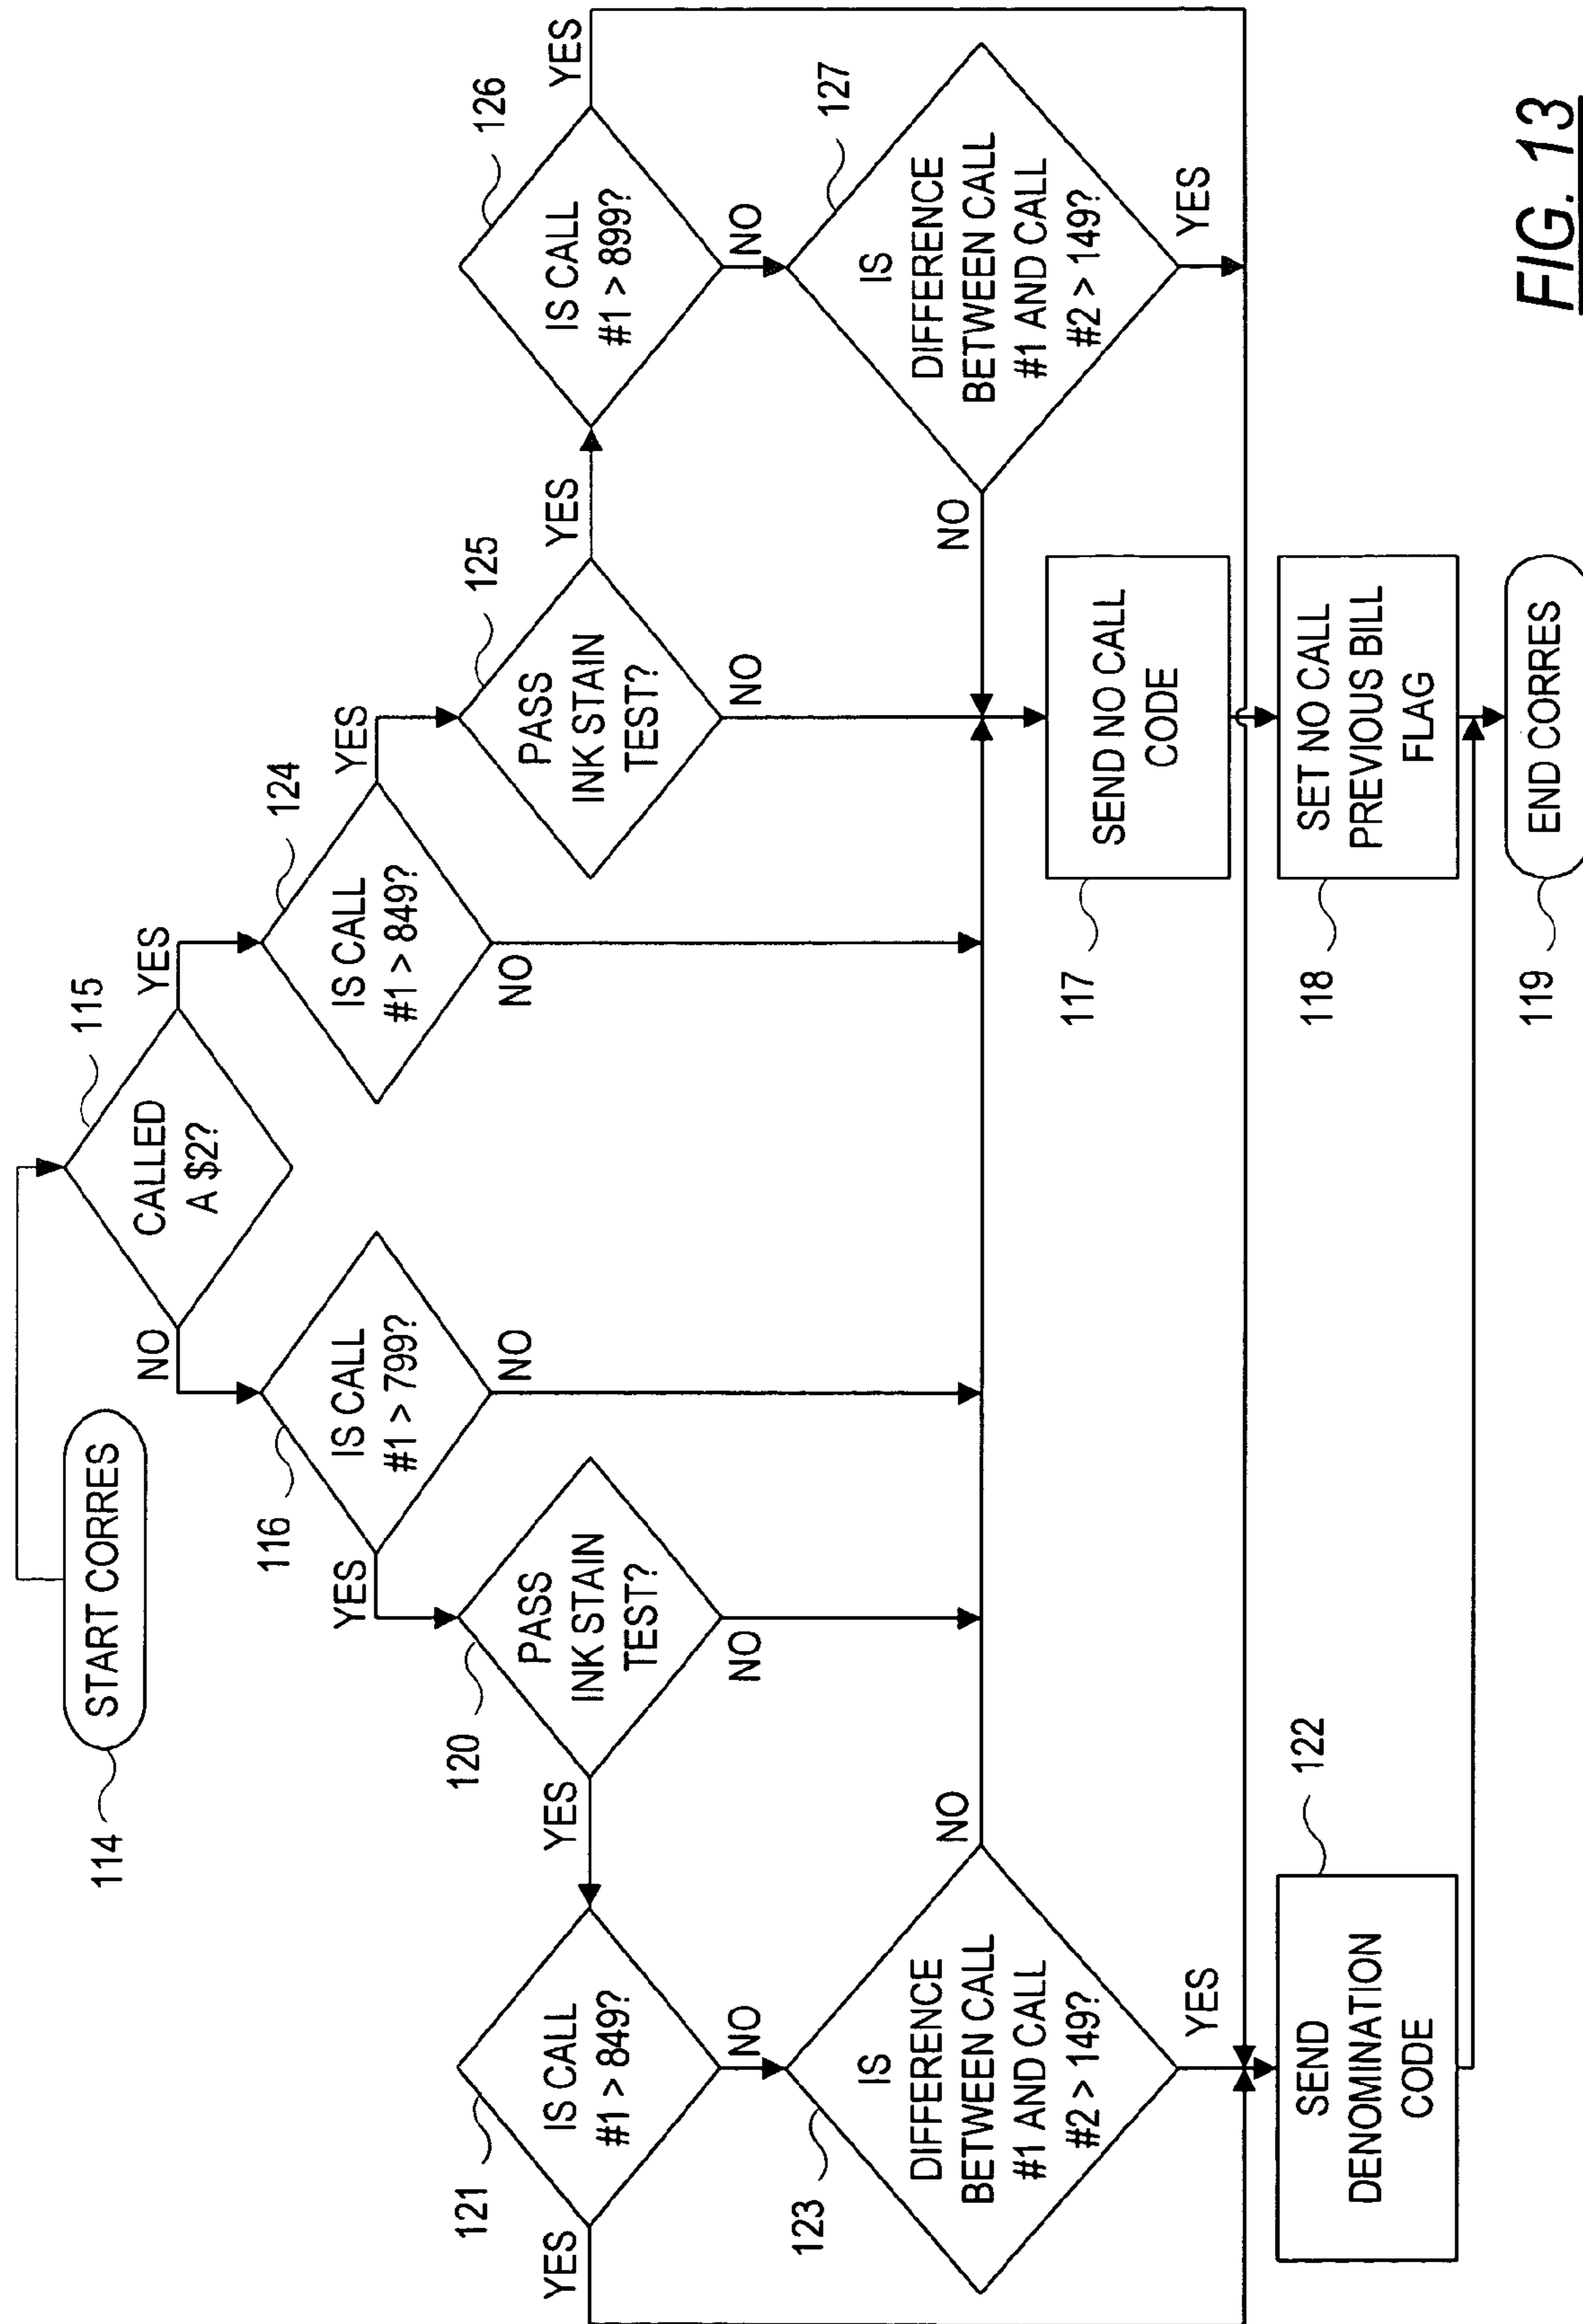 START CORRES
114
CALLED
A $2?
115
NO
YES
IS CALL
#1 > 799?
116
YES
NO
IS CALL
#1 > 849?
124
YES
NO
PASS
INK STAIN
TEST?
120
YES
NO
PASS
INK STAIN
TEST?
125
YES
NO
IS CALL
#1 > 849?
121
YES
NO
IS CALL
#1 > 899?
126
YES
NO
IS
DIFFERENCE
BETWEEN CALL
#1 AND CALL
#2 > 149?
123
NO
YES
IS
DIFFERENCE
BETWEEN CALL
#1 AND CALL
#2 > 149?
127
NO
YES
SEND NO CALL
CODE
117
SEND
DENOMINATION
CODE
122
SET NO CALL
PREVIOUS BILL
FLAG
118
END CORRES
119
FIG. 13